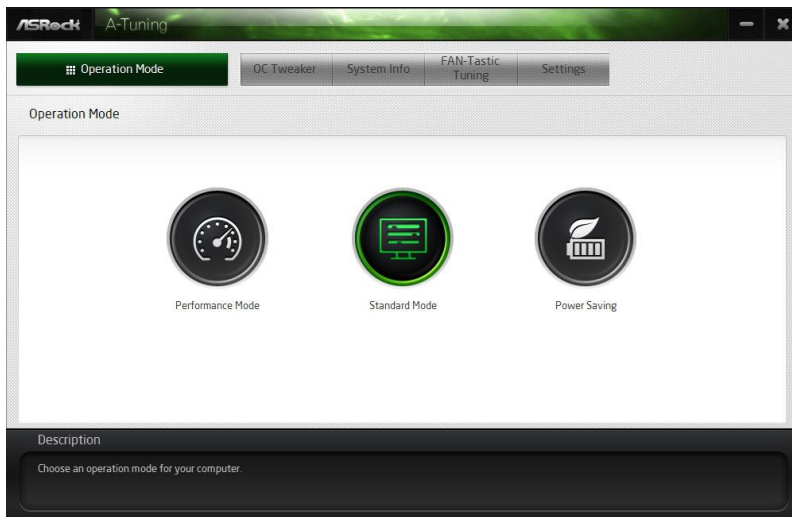 ASRock A-Tuning
Operation Mode OC Tweaker System Info FAN-Tastic
Tuning Settings
Operation Mode
Performance Mode Standard Mode Power Saving
Description
Choose an operation mode for your computer.